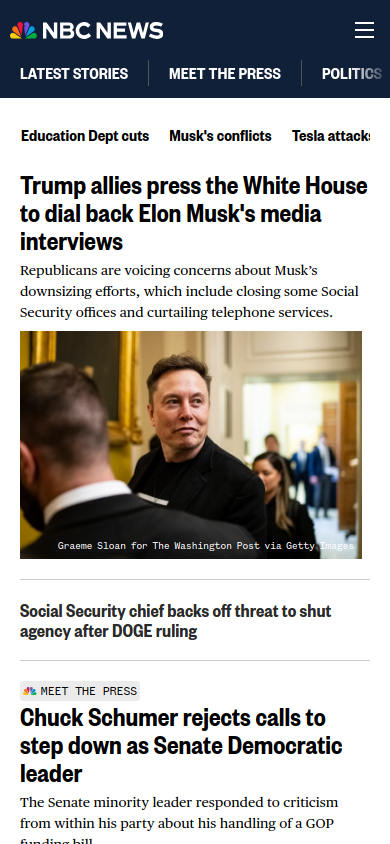 NBC NEWS
LATEST STORIES
MEET THE PRESS
POLITICS
Education Dept cuts
Musk's conflicts
Tesla attacks
Trump allies press the White House
to dial back Elon Musk's media
interviews
Republicans are voicing concerns about Musk’s
downsizing efforts, which include closing some Social
Security offices and curtailing telephone services.
Graeme Sloan for The Washington Post via Getty Images
Social Security chief backs off threat to shut
agency after DOGE ruling
MEET THE PRESS
Chuck Schumer rejects calls to
step down as Senate Democratic
leader
The Senate minority leader responded to criticism
from within his party about his handling of a GOP
funding bill